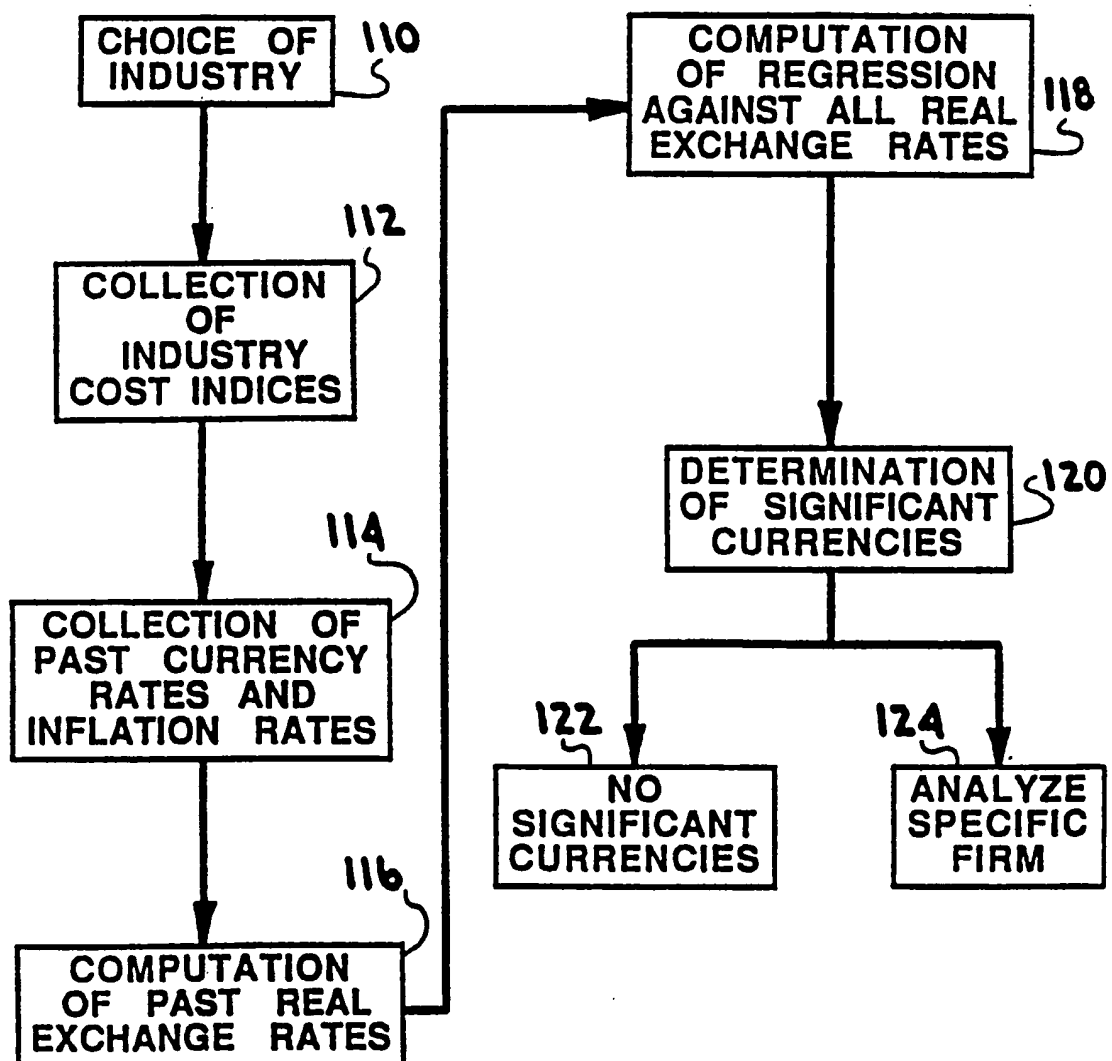 CHOICE OF
INDUSTRY
110
COLLECTION
OF
INDUSTRY
COST INDICES
112
COLLECTION OF
PAST CURRENCY
RATES AND
INFLATION RATES
114
COMPUTATION
OF PAST REAL
EXCHANGE RATES
116
COMPUTATION
OF REGRESSION
AGAINST ALL REAL
EXCHANGE RATES
118
DETERMINATION
OF SIGNIFICANT
CURRENCIES
120
NO
SIGNIFICANT
CURRENCIES
122
ANALYZE
SPECIFIC
FIRM
124